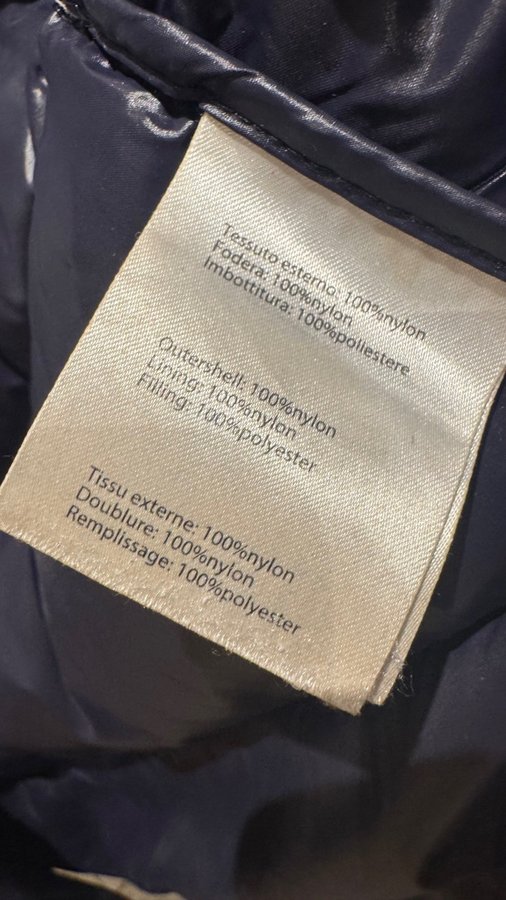 Tessuto esterno: 100%nylon
Fodera: 100%nylon
Imbottitura: 100%poliestere
Outershell: 100%nylon
Lining: 100%nylon
Filling: 100%polyester
Tissu externe: 100%nylon
Doublure: 100%nylon
Remplissage: 100%polyester